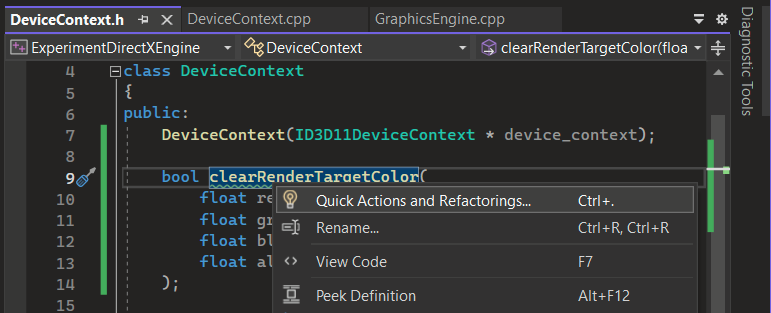 DeviceContext.h DeviceContext.cpp GraphicsEngine.cpp
ExperimentDirectXEngine DeviceContext clearRenderTargetColor(floa
Diagnostic Tools
4 class DeviceContext
5 {
6 public:
7 DeviceContext(ID3D11DeviceContext * device_context);
8
9 bool clearRenderTargetColor(
10 float re
11 float gr
12 float bl
13 float al
14 );
15
Quick Actions and Refactorings... Ctrl+.
Rename... Ctrl+R, Ctrl+R
View Code F7
Peek Definition Alt+F12